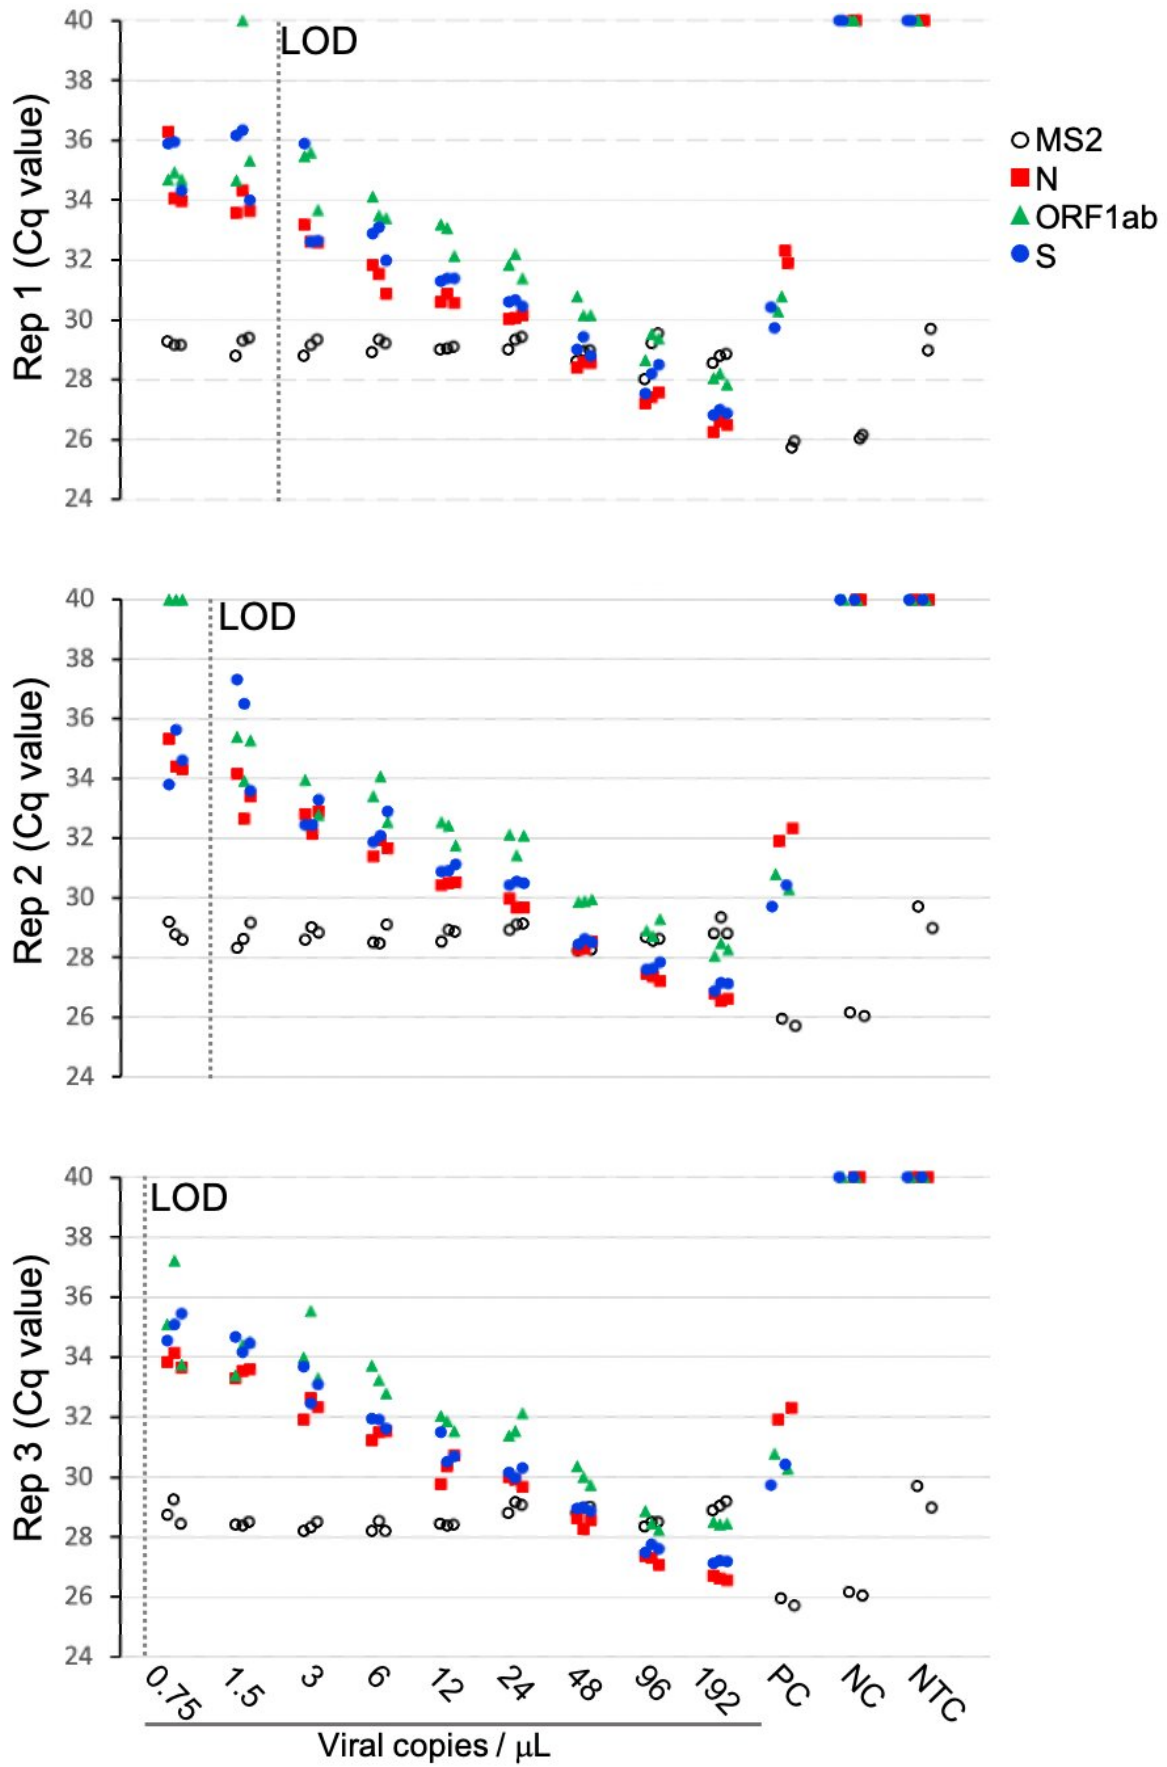 40
38
36
34
32
30
28
26
24
Rep 1 (Cq value)
LOD
MS2
N
ORF1ab
S
40
38
36
34
32
30
28
26
24
Rep 2 (Cq value)
LOD
40
38
36
34
32
30
28
26
24
Rep 3 (Cq value)
LOD
0.75 1.5 3 6 12 24 48 96 192 PC NC NTC
Viral copies / μL